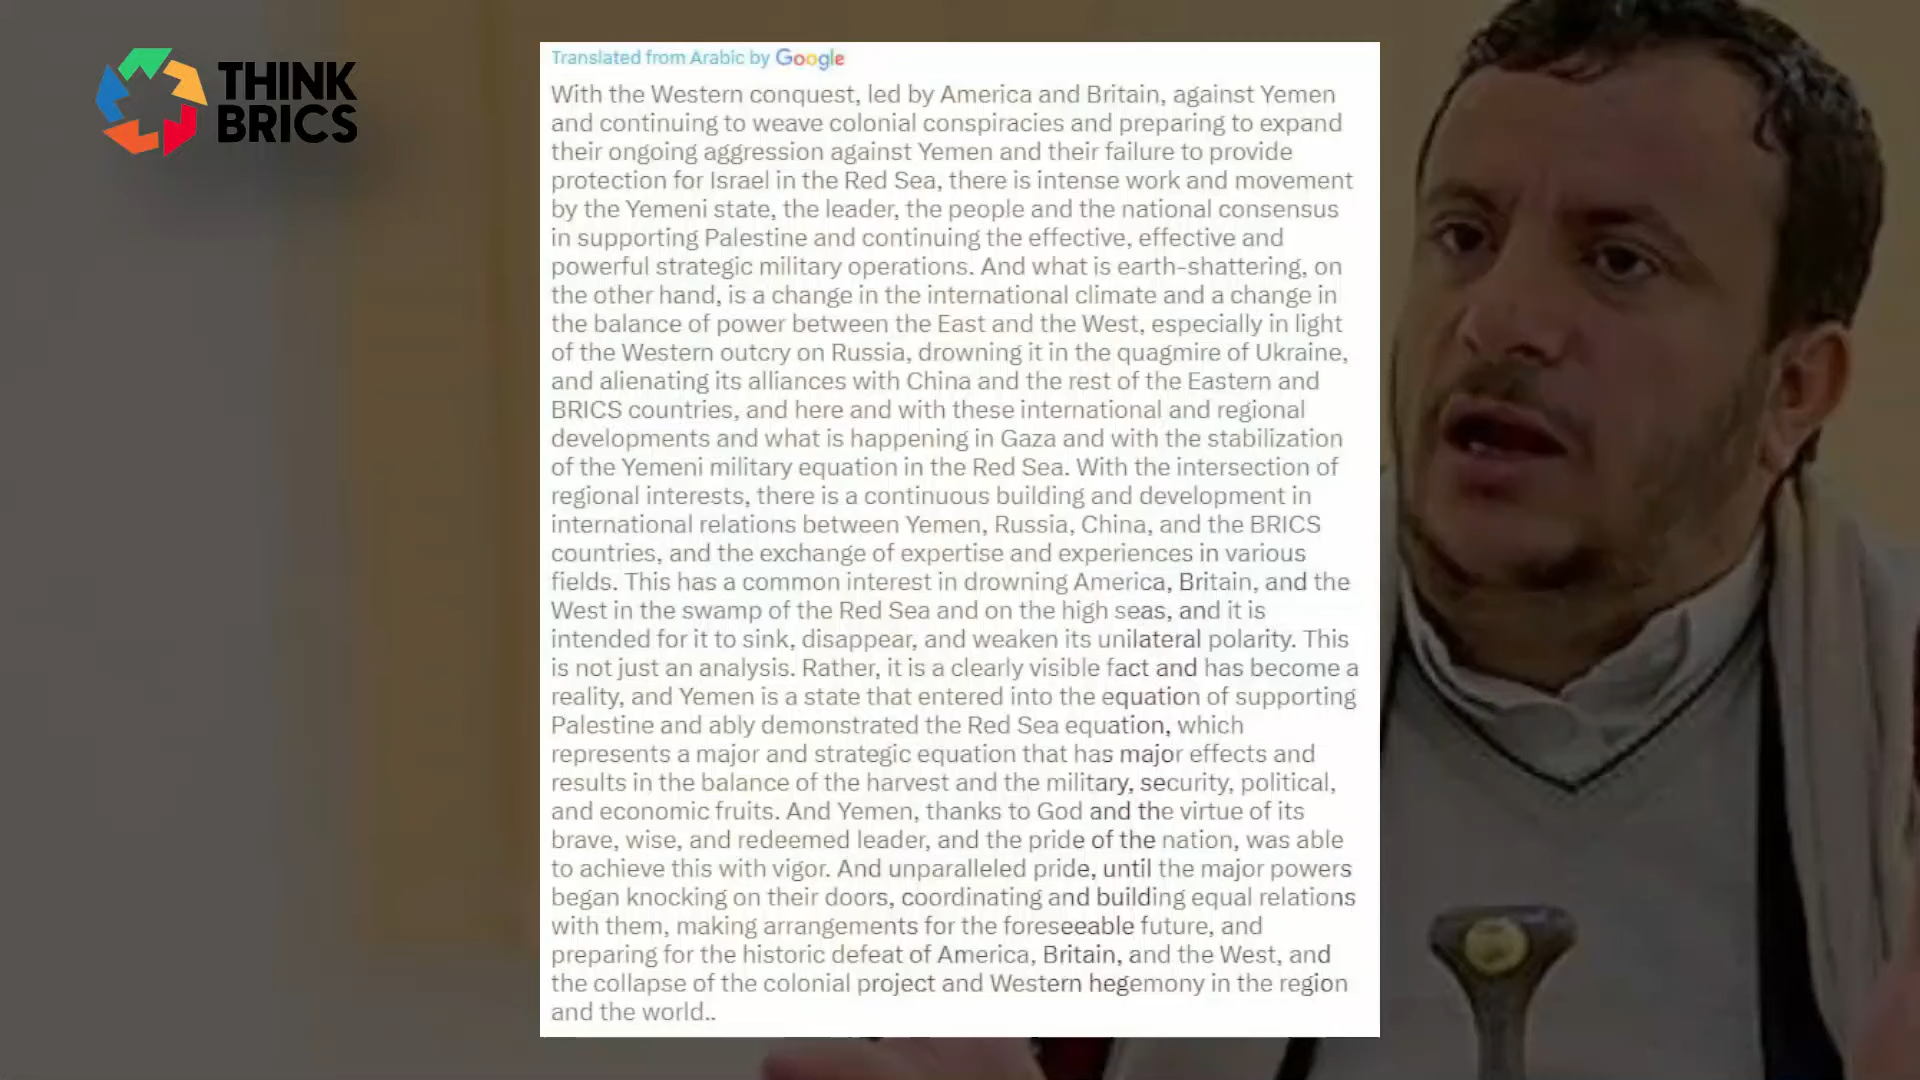 THINK
BRICS
Translated from Arabic by Google
With the Western conquest, led by America and Britain, against Yemen
and continuing to weave colonial conspiracies and preparing to expand
their ongoing aggression against Yemen and their failure to provide
protection for Israel in the Red Sea, there is intense work and movement
by the Yemeni state, the leader, the people and the national consensus
in supporting Palestine and continuing the effective, effective and
powerful strategic military operations. And what is earth-shattering, on
the other hand, is a change in the international climate and a change in
the balance of power between the East and the West, especially in light
of the Western outcry on Russia, drowning it in the quagmire of Ukraine,
and alienating its alliances with China and the rest of the Eastern and
BRICS countries, and here and with these international and regional
developments and what is happening in Gaza and with the stabilization
of the Yemeni military equation in the Red Sea. With the intersection of
regional interests, there is a continuous building and development in
international relations between Yemen, Russia, China, and the BRICS
countries, and the exchange of expertise and experiences in various
fields. This has a common interest in drowning America, Britain, and the
West in the swamp of the Red Sea and on the high seas, and it is
intended for it to sink, disappear, and weaken its unilateral polarity. This
is not just an analysis. Rather, it is a clearly visible fact and has become a
reality, and Yemen is a state that entered into the equation of supporting
Palestine and ably demonstrated the Red Sea equation, which
represents a major and strategic equation that has major effects and
results in the balance of the harvest and the military, security, political,
and economic fruits. And Yemen, thanks to God and the virtue of its
brave, wise, and redeemed leader, and the pride of the nation, was able
to achieve this with vigor. And unparalleled pride, until the major powers
began knocking on their doors, coordinating and building equal relations
with them, making arrangements for the foreseeable future, and
preparing for the historic defeat of America, Britain, and the West, and
the collapse of the colonial project and Western hegemony in the region
and the world..